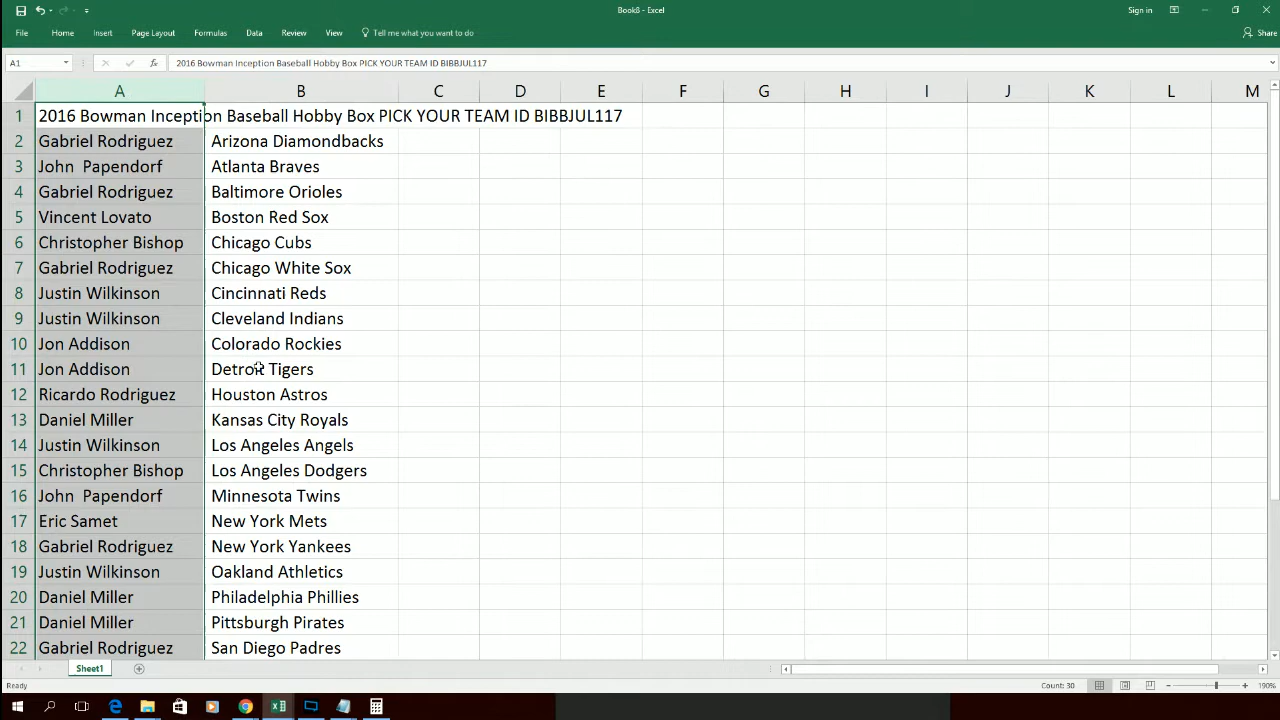 Book8 - Excel
Sign in
File Home Insert Page Layout Formulas Data Review View Tell me what you want to do Share
A1 fx 2016 Bowman Inception Baseball Hobby Box PICK YOUR TEAM ID BIBBJUL117
A B C D E F G H I J K L M
1 2016 Bowman Inception Baseball Hobby Box PICK YOUR TEAM ID BIBBJUL117
2 Gabriel Rodriguez Arizona Diamondbacks
3 John  Papendorf Atlanta Braves
4 Gabriel Rodriguez Baltimore Orioles
5 Vincent Lovato Boston Red Sox
6 Christopher Bishop Chicago Cubs
7 Gabriel Rodriguez Chicago White Sox
8 Justin Wilkinson Cincinnati Reds
9 Justin Wilkinson Cleveland Indians
10 Jon Addison Colorado Rockies
11 Jon Addison Detroit Tigers
12 Ricardo Rodriguez Houston Astros
13 Daniel Miller Kansas City Royals
14 Justin Wilkinson Los Angeles Angels
15 Christopher Bishop Los Angeles Dodgers
16 John  Papendorf Minnesota Twins
17 Eric Samet New York Mets
18 Gabriel Rodriguez New York Yankees
19 Justin Wilkinson Oakland Athletics
20 Daniel Miller Philadelphia Phillies
21 Daniel Miller Pittsburgh Pirates
22 Gabriel Rodriguez San Diego Padres
Sheet1
Ready Count: 30 190%